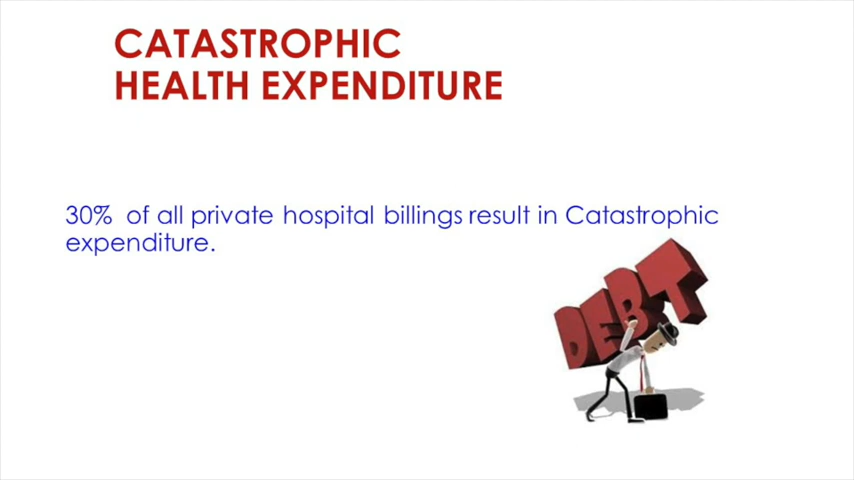 CATASTROPHIC
HEALTH EXPENDITURE
30% of all private hospital billings result in Catastrophic
expenditure.
DEBT